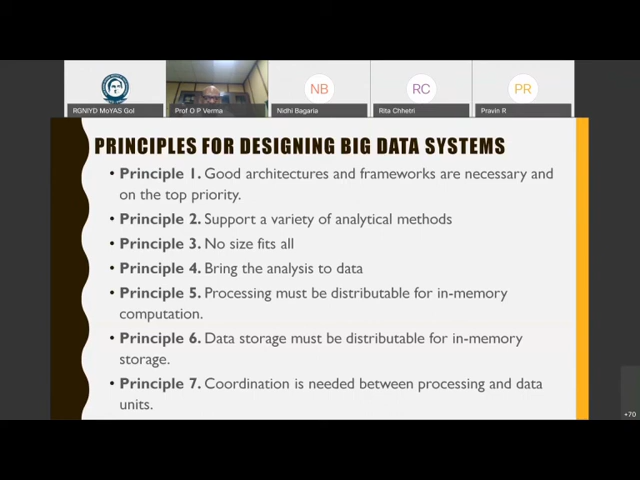 NB
RC
PR
RGNIYD MoYAS GoI
Prof O P Verma
Nidhi Bagaria
Rita Chhetri
Pravin R
PRINCIPLES FOR DESIGNING BIG DATA SYSTEMS
• Principle 1. Good architectures and frameworks are necessary and
on the top priority.
• Principle 2. Support a variety of analytical methods
• Principle 3. No size fits all
• Principle 4. Bring the analysis to data
• Principle 5. Processing must be distributable for in-memory
computation.
• Principle 6. Data storage must be distributable for in-memory
storage.
• Principle 7. Coordination is needed between processing and data
units.
+70